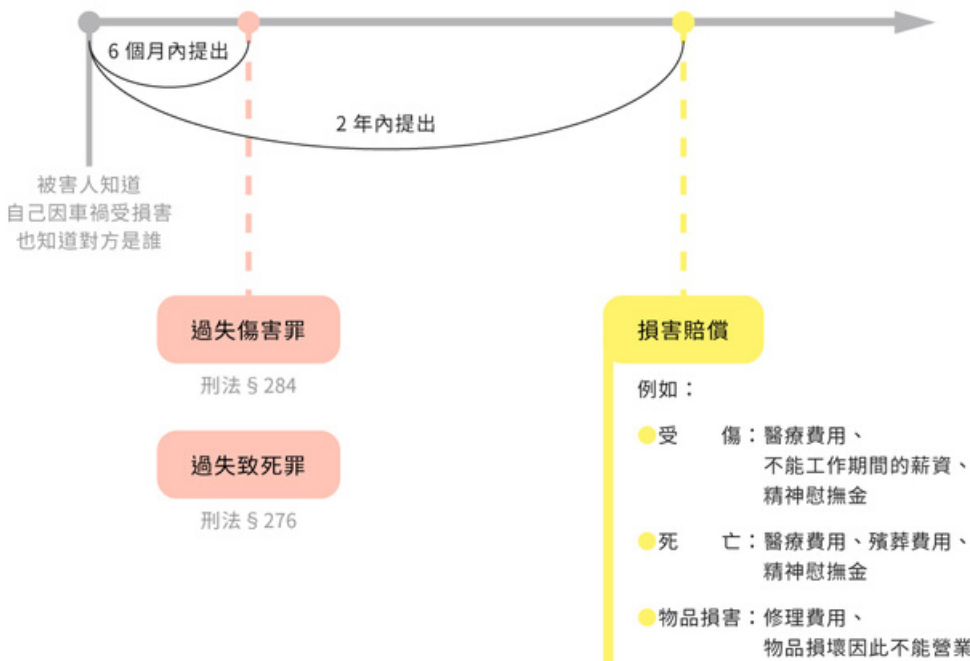 6 個月內提出
2 年內提出
被害人知道
自己因車禍受損害
也知道對方是誰
過失傷害罪
刑法 § 284
過失致死罪
刑法 § 276
損害賠償
例如：
受　　傷：醫療費用、
不能工作期間的薪資、
精神慰撫金
死　　亡：醫療費用、殯葬費用、
精神慰撫金
物品損害：修理費用、
物品損壞因此不能營業